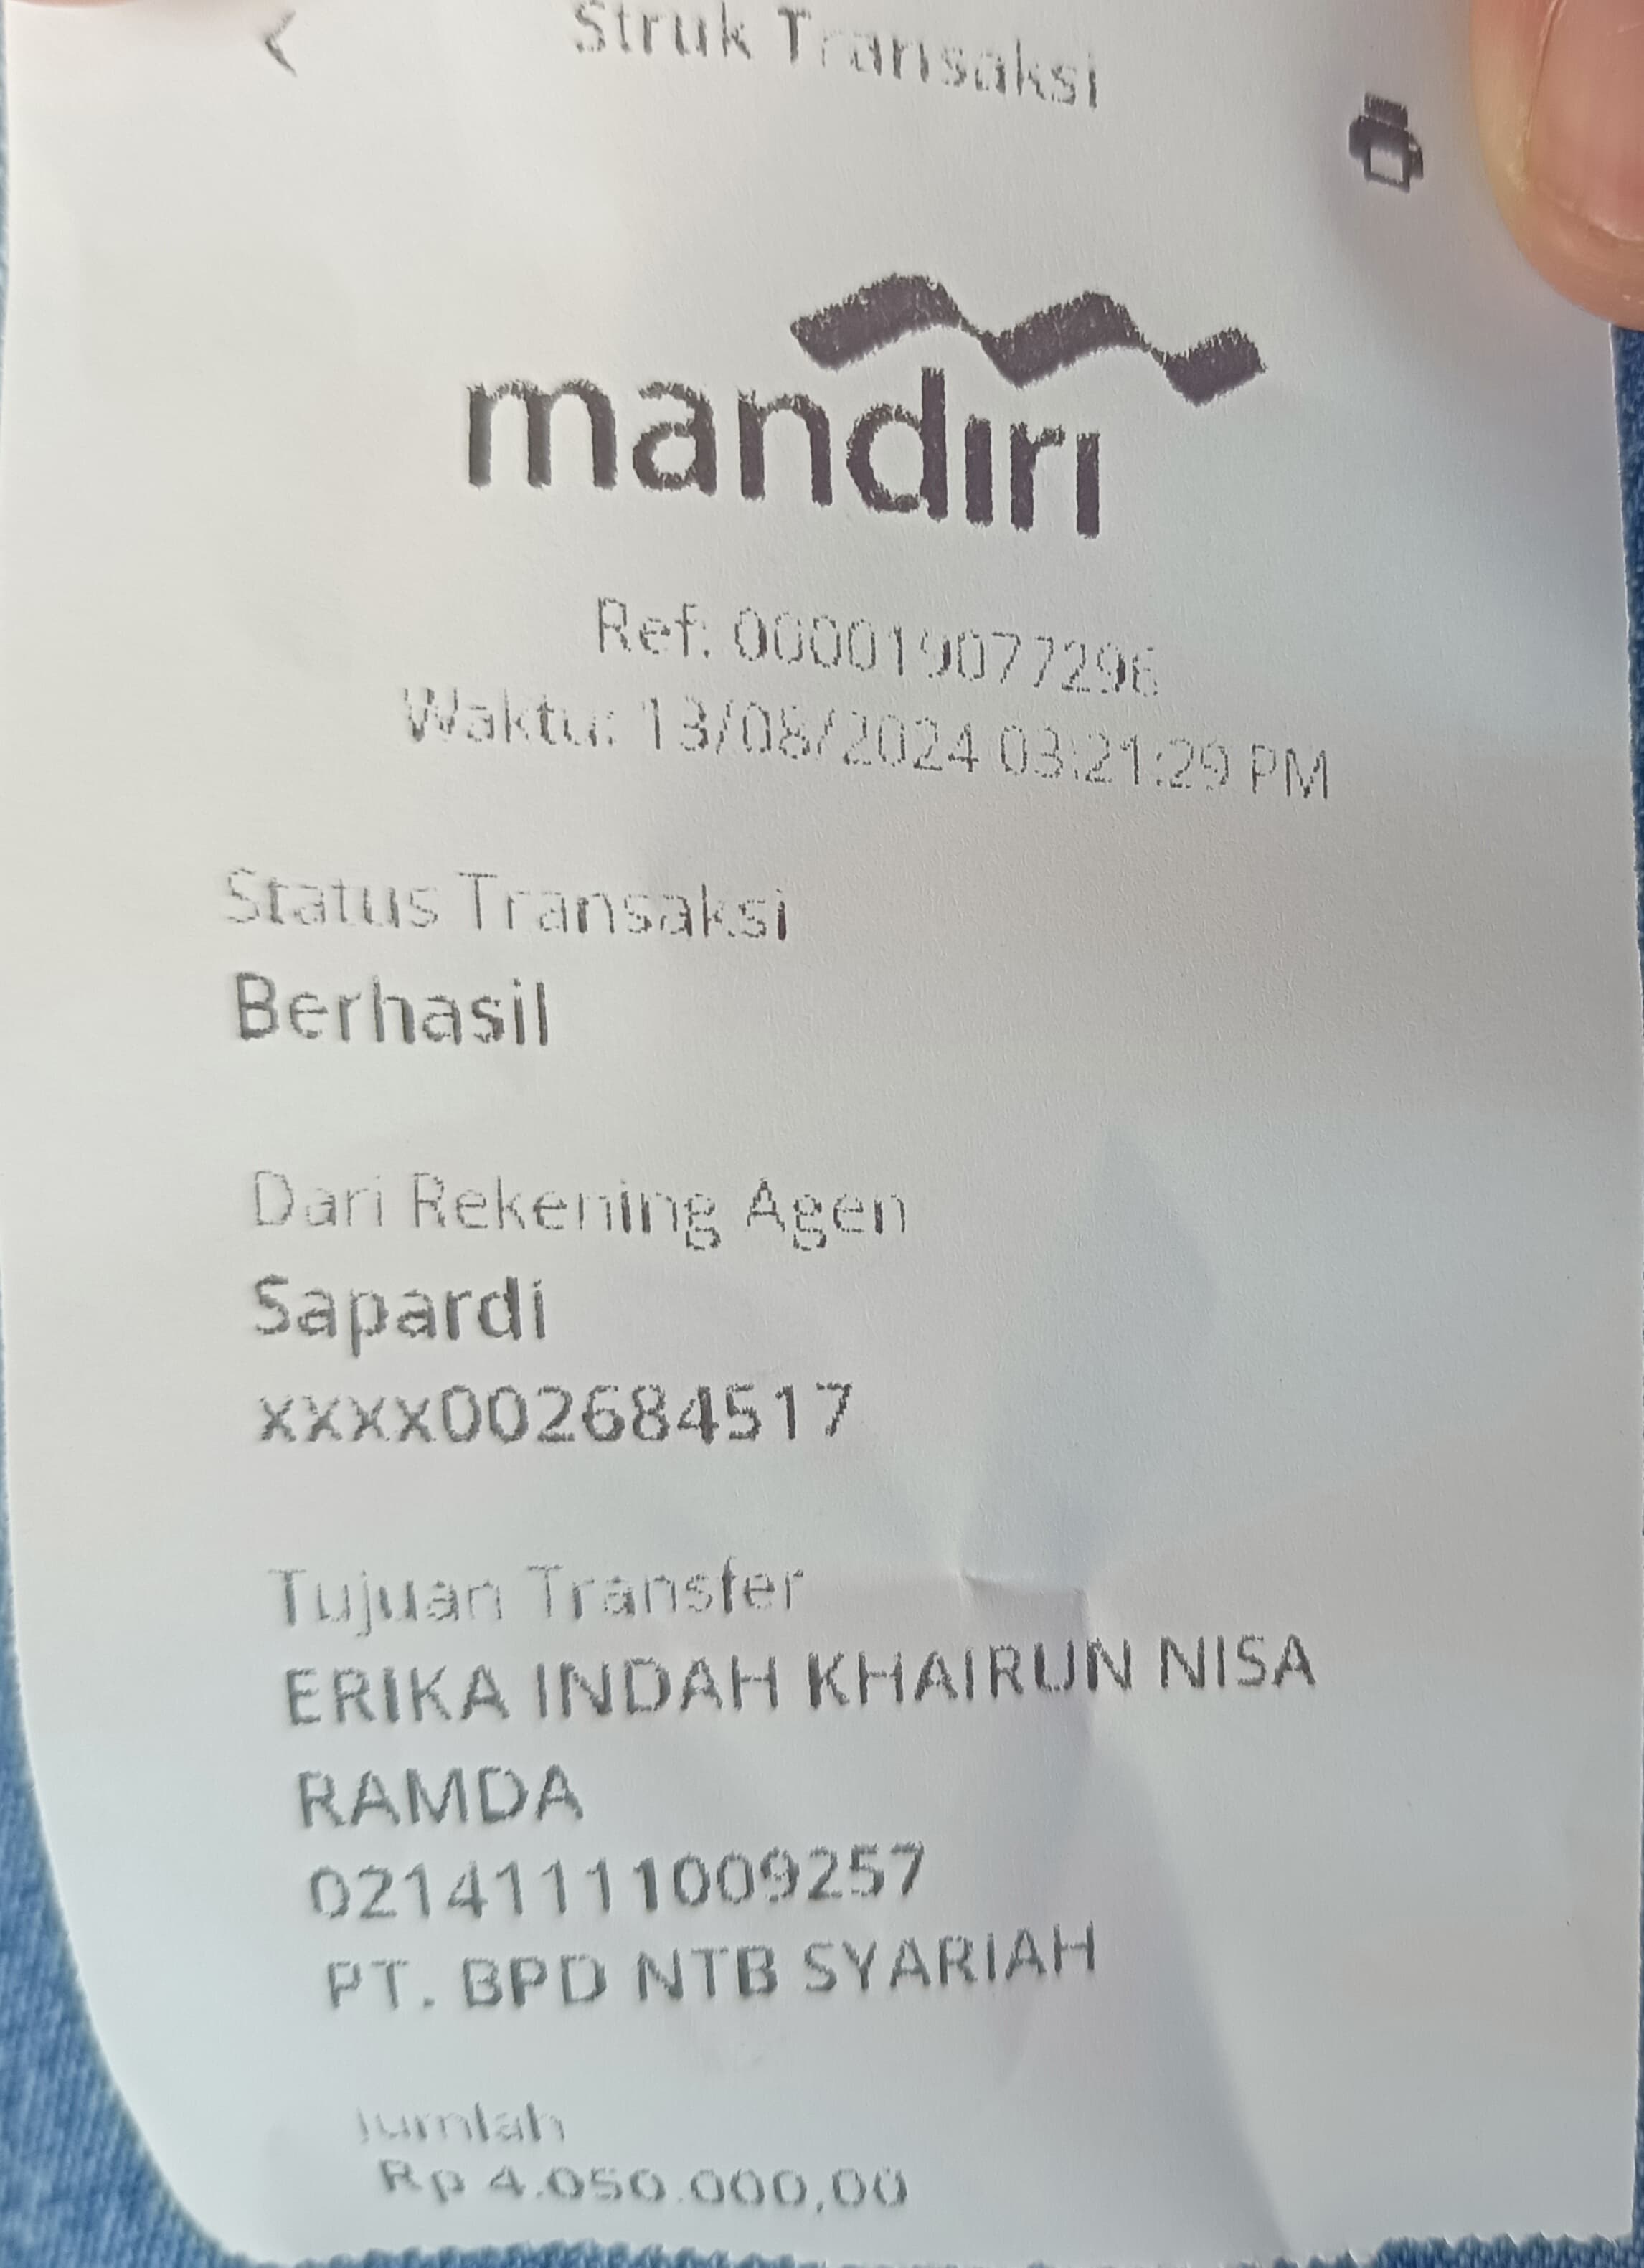 Struk Transaksi
mandiri
Ref: 000019077296
Waktu: 13/08/2024 03:21:29 PM
Status Transaksi
Berhasil
Dari Rekening Agen
Sapardi
xxxx002684517
Tujuan Transfer
ERIKA INDAH KHAIRUN NISA
RAMDA
02141111009257
PT. BPD NTB SYARIAH
Jumlah
Rp 4.050.000,00